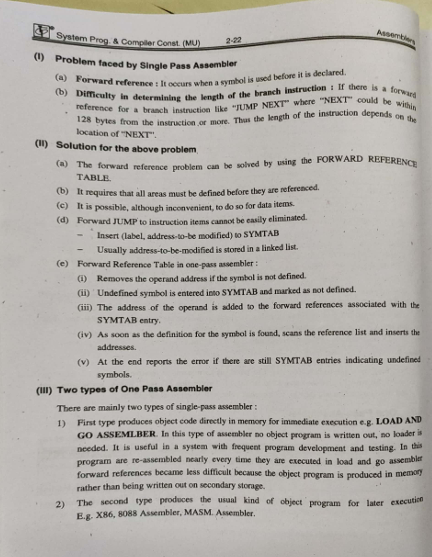 System Prog. & Compiler Const. (MU) 2-22 Assemblers
(I) Problem faced by Single Pass Assembler
(a) Forward reference : It occurs when a symbol is used before it is declared.
(b) Difficulty in determining the length of the branch instruction : If there is a forward
reference for a branch instruction like "JUMP NEXT" where "NEXT" could be within
128 bytes from the instruction or more. Thus the length of the instruction depends on the
location of "NEXT".
(II) Solution for the above problem
(a) The forward reference problem can be solved by using the FORWARD REFERENCE
TABLE.
(b) It requires that all areas must be defined before they are referenced.
(c) It is possible, although inconvenient, to do so for data items.
(d) Forward JUMP to instruction items cannot be easily eliminated.
– Insert (label, address-to-be modified) to SYMTAB
– Usually address-to-be-modified is stored in a linked list.
(e) Forward Reference Table in one-pass assembler :
(i) Removes the operand address if the symbol is not defined.
(ii) Undefined symbol is entered into SYMTAB and marked as not defined.
(iii) The address of the operand is added to the forward references associated with the
SYMTAB entry.
(iv) As soon as the definition for the symbol is found, scans the reference list and inserts the
addresses.
(v) At the end reports the error if there are still SYMTAB entries indicating undefined
symbols.
(III) Two types of One Pass Assembler
There are mainly two types of single-pass assembler :
1) First type produces object code directly in memory for immediate execution e.g. LOAD AND
GO ASSEMLBER. In this type of assembler no object program is written out, no loader is
needed. It is useful in a system with frequent program development and testing. In this
program are re-assembled nearly every time they are executed in load and go assembler
forward references became less difficult because the object program is produced in memory
rather than being written out on secondary storage.
2) The second type produces the usual kind of object program for later execution
E.g. X86, 8088 Assembler, MASM. Assembler.